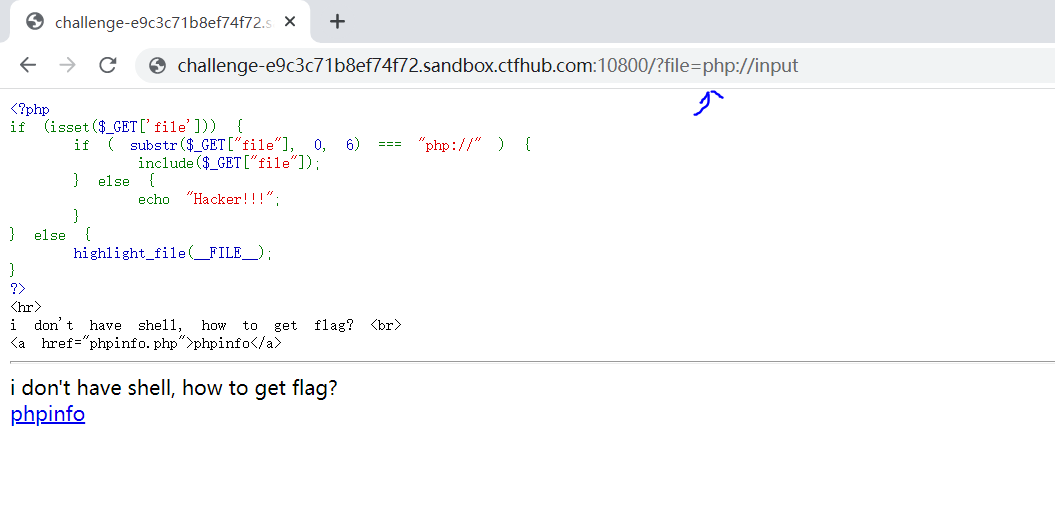 challenge-e9c3c71b8ef74f72.s
challenge-e9c3c71b8ef74f72.sandbox.ctfhub.com:10800/?file=php://input
<?php
if (isset($_GET['file'])) {
if ( substr($_GET["file"], 0, 6) === "php://" ) {
include($_GET["file"]);
} else {
echo "Hacker!!!";
}
} else {
highlight_file(__FILE__);
}
?>
<hr>
i don't have shell, how to get flag? <br>
<a href="phpinfo.php">phpinfo</a>
i don't have shell, how to get flag?
phpinfo